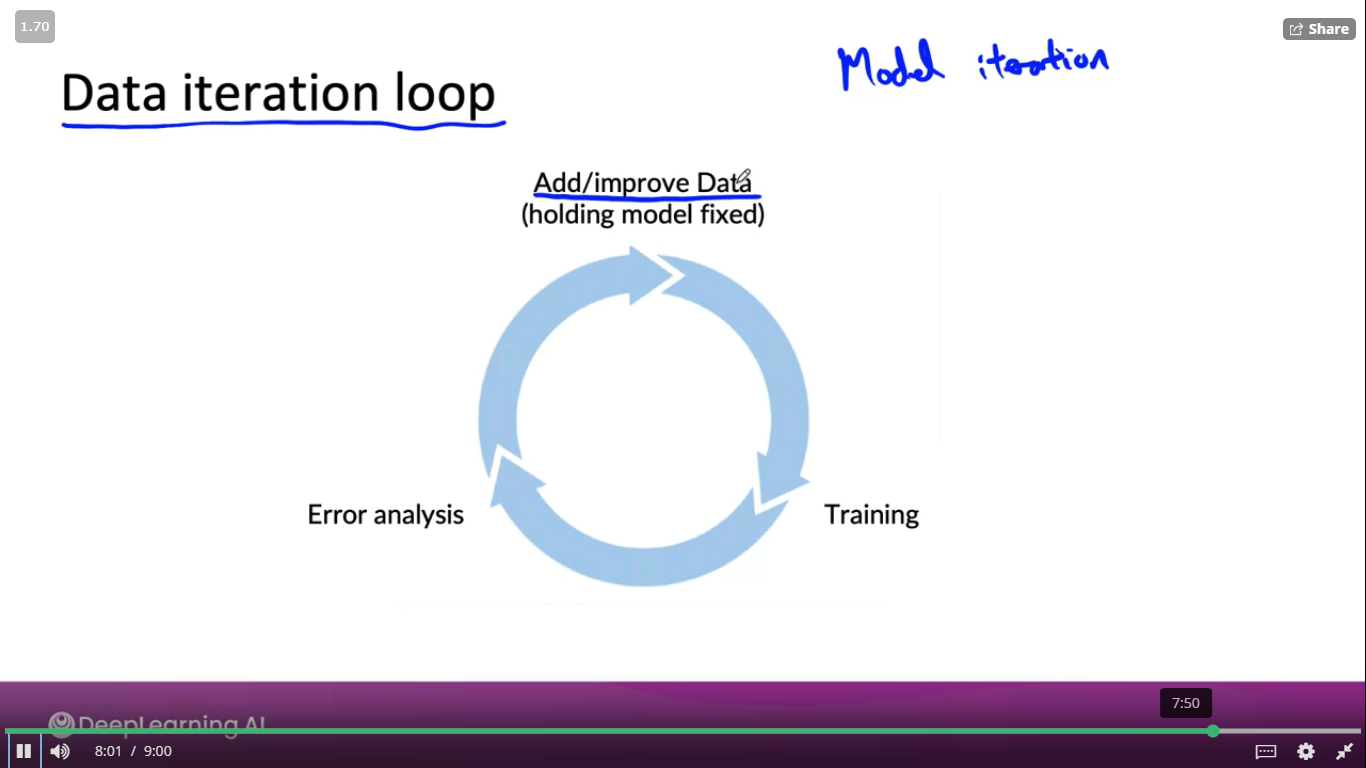 1.70
Share
Model iteration
Data iteration loop
Add/improve Data
(holding model fixed)
Error analysis
Training
7:50
DeepLearning.AI
8:01 / 9:00